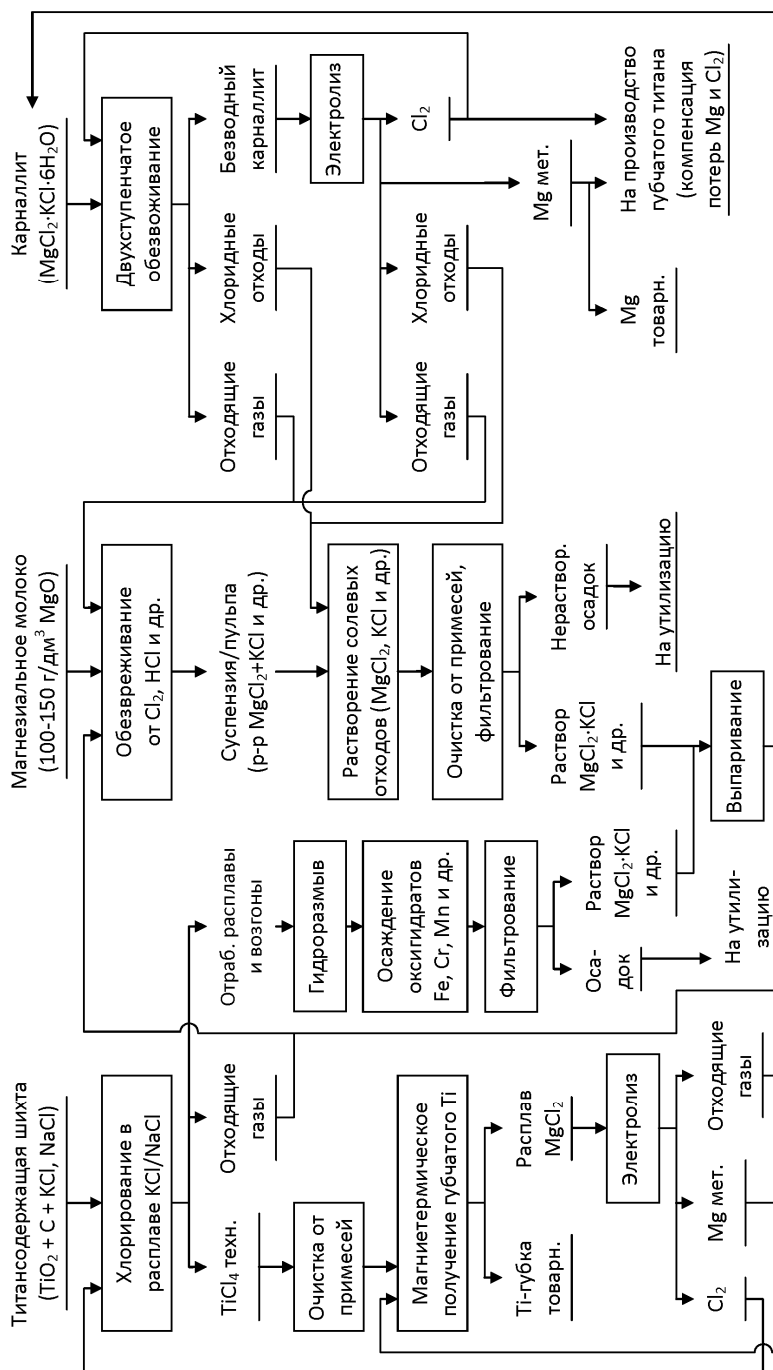 Титансодержащая шихта
(TiO₂ + C + KCl, NaCl)
Хлорирование в
расплаве KCl/NaCl
TiCl₄ техн.
Отходящие
газы
Отраб. расплавы
и возгоны
Очистка от
примесей
Магниетермическое
получение губчатого Ti
Ti-губка
товарн.
Расплав
MgCl₂
Электролиз
Cl₂
Mg мет.
Отходящие
газы
Гидроразмыв
Осаждение
оксигидратов
Fe, Cr, Mn и др.
Фильтрование
Оса-
док
Раствор
MgCl₂·KCl
и др.
На утили-
зацию
Магнезиальное молоко
(100-150 г/дм³ MgO)
Обезвреживание
от Cl₂, HCl и др.
Суспензия/пульпа
(р-р MgCl₂+KCl и др.)
Растворение солевых
отходов (MgCl₂, KCl и др.)
Очистка от примесей,
фильтрование
Раствор
MgCl₂·KCl
и др.
Нераствор.
осадок
На утилизацию
Выпаривание
Карналлит
(MgCl₂·KCl·6H₂O)
Двухступенчатое
обезвоживание
Отходящие
газы
Хлоридные
отходы
Безводный
карналлит
Электролиз
Отходящие
газы
Хлоридные
отходы
Cl₂
Mg мет.
Mg
товарн.
На производство
губчатого титана
(компенсация
потерь Mg и Cl₂)